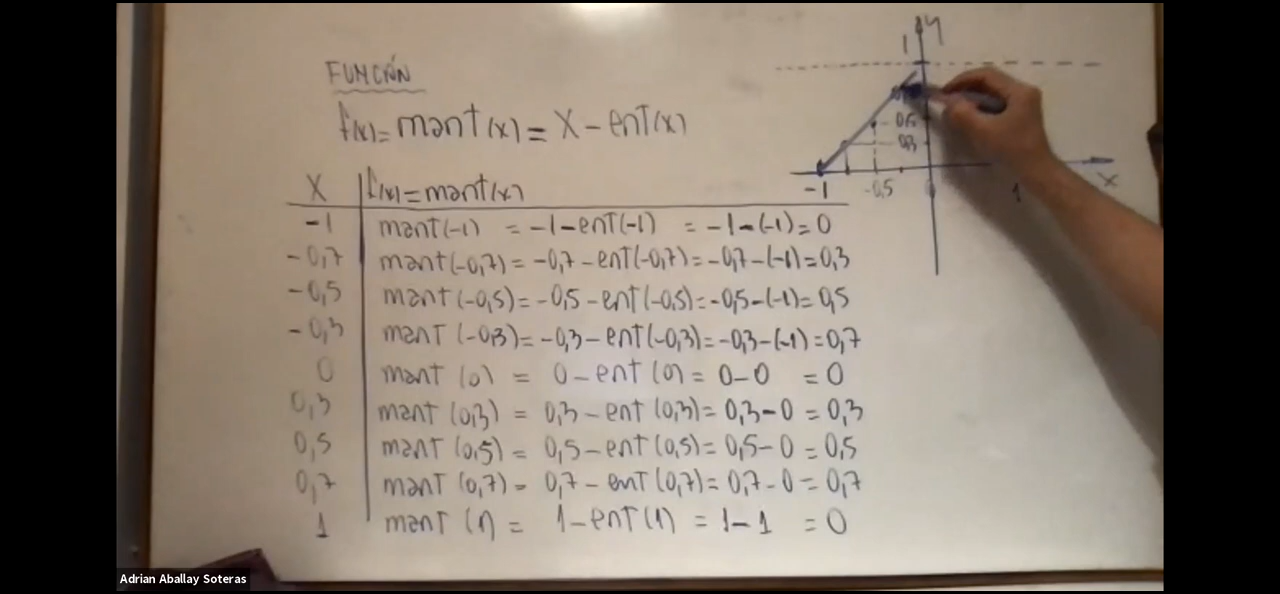 FUNCIÓN
f(x)= mant(x) = X - ent(x)
X f(x)=mant(x)
-1 mant(-1) = -1-ent(-1) = -1-(-1)=0
-0,7 mant(-0,7)= -0,7-ent(-0,7)=-0,7-(-1)=0,3
-0,5 mant(-0,5)= -0,5-ent(-0,5)=-0,5-(-1)=0,5
-0,3 manT (-0,3)= -0,3-enT(-0,3)=-0,3-(-1)=0,7
0 manT (0) = 0-enT(0)= 0-0 =0
0,3 manT (0,3) = 0,3-enT (0,3)= 0,3-0 =0,3
0,5 manT (0,5)= 0,5-enT(0,5)= 0,5-0 =0,5
0,7 manT (0,7)= 0,7-enT(0,7)= 0,7-0=0,7
1 manT (1) = 1-enT(1) = 1-1 =0
1 Y
0,5
0,3
-1 -0,5 0 1 X
Adrian Aballay Soteras